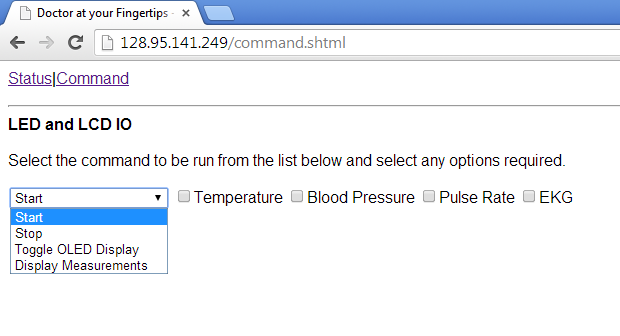 Doctor at your Fingertips -
128.95.141.249/command.shtml
Status|Command
LED and LCD IO
Select the command to be run from the list below and select any options required.
Start Temperature Blood Pressure Pulse Rate EKG
Start
Stop
Toggle OLED Display
Display Measurements